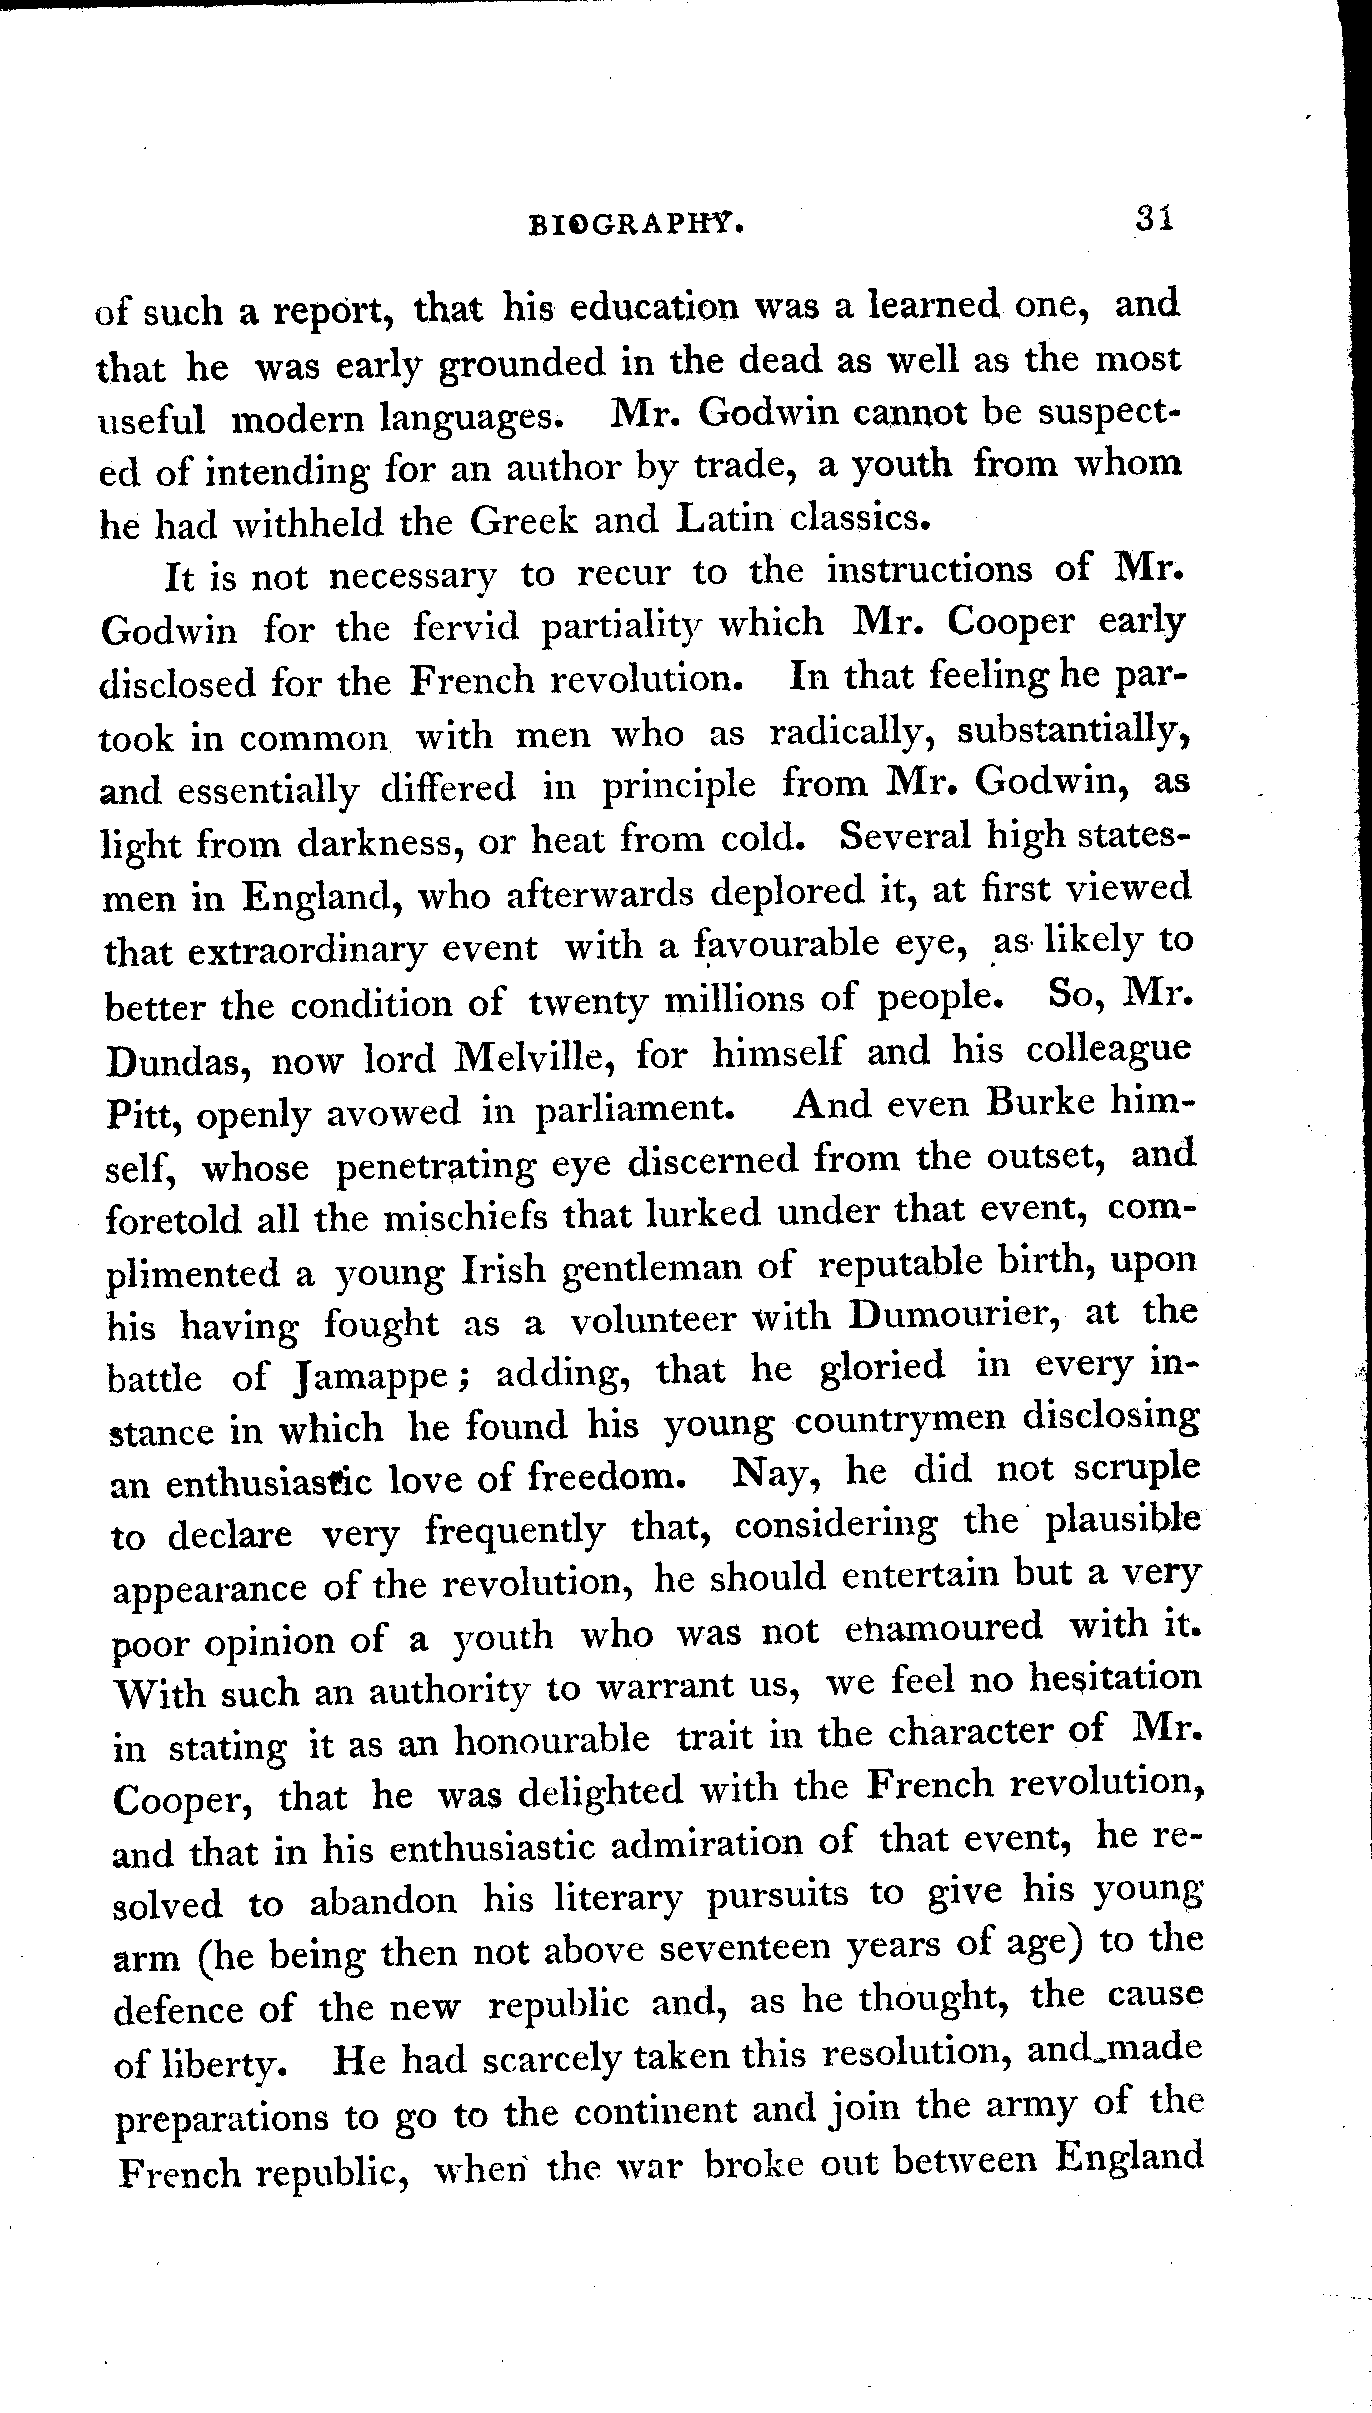 BIOGRAPHY. 31
of such a report, that his education was a learned one, and
that he was early grounded in the dead as well as the most
useful modern languages. Mr. Godwin cannot be suspect-
ed of intending for an author by trade, a youth from whom
he had withheld the Greek and Latin classics.
It is not necessary to recur to the instructions of Mr.
Godwin for the fervid partiality which Mr. Cooper early
disclosed for the French revolution. In that feeling he par-
took in common with men who as radically, substantially,
and essentially differed in principle from Mr. Godwin, as
light from darkness, or heat from cold. Several high states-
men in England, who afterwards deplored it, at first viewed
that extraordinary event with a favourable eye, as likely to
better the condition of twenty millions of people. So, Mr.
Dundas, now lord Melville, for himself and his colleague
Pitt, openly avowed in parliament. And even Burke him-
self, whose penetrating eye discerned from the outset, and
foretold all the mischiefs that lurked under that event, com-
plimented a young Irish gentleman of reputable birth, upon
his having fought as a volunteer with Dumourier, at the
battle of Jamappe; adding, that he gloried in every in-
stance in which he found his young countrymen disclosing
an enthusiastic love of freedom. Nay, he did not scruple
to declare very frequently that, considering the plausible
appearance of the revolution, he should entertain but a very
poor opinion of a youth who was not enamoured with it.
With such an authority to warrant us, we feel no hesitation
in stating it as an honourable trait in the character of Mr.
Cooper, that he was delighted with the French revolution,
and that in his enthusiastic admiration of that event, he re-
solved to abandon his literary pursuits to give his young
arm (he being then not above seventeen years of age) to the
defence of the new republic and, as he thought, the cause
of liberty. He had scarcely taken this resolution, and made
preparations to go to the continent and join the army of the
French republic, when the war broke out between England